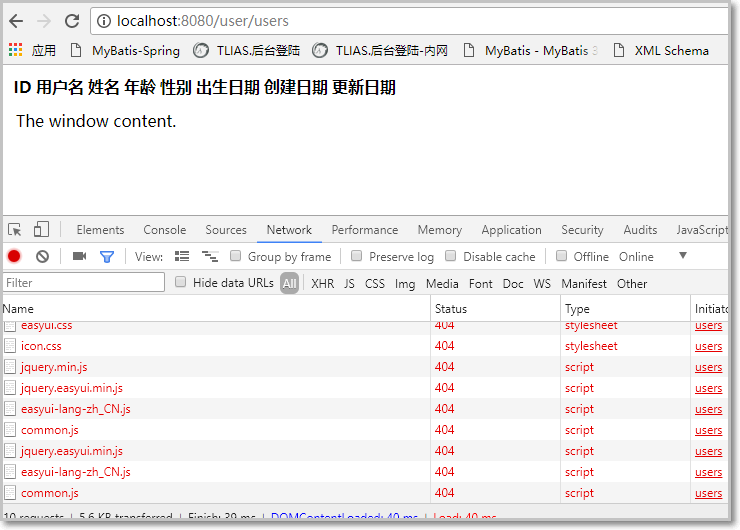 localhost:8080/user/users
应用 MyBatis-Spring TLIAS.后台登陆 TLIAS.后台登陆-内网 MyBatis - MyBatis 3 XML Schema
ID 用户名 姓名 年龄 性别 出生日期 创建日期 更新日期
The window content.
Elements Console Sources Network Performance Memory Application Security Audits JavaScript
View: Group by frame Preserve log Disable cache Offline Online
Filter Hide data URLs All XHR JS CSS Img Media Font Doc WS Manifest Other
Name Status Type Initiato
easyui.css 404 stylesheet users
icon.css 404 stylesheet users
jquery.min.js 404 script users
jquery.easyui.min.js 404 script users
easyui-lang-zh_CN.js 404 script users
common.js 404 script users
jquery.easyui.min.js 404 script users
easyui-lang-zh_CN.js 404 script users
common.js 404 script users
10 requests | 5.6 KB transferred | Finish: 39 ms | DOMContentLoaded: 40 ms | Load: 40 ms